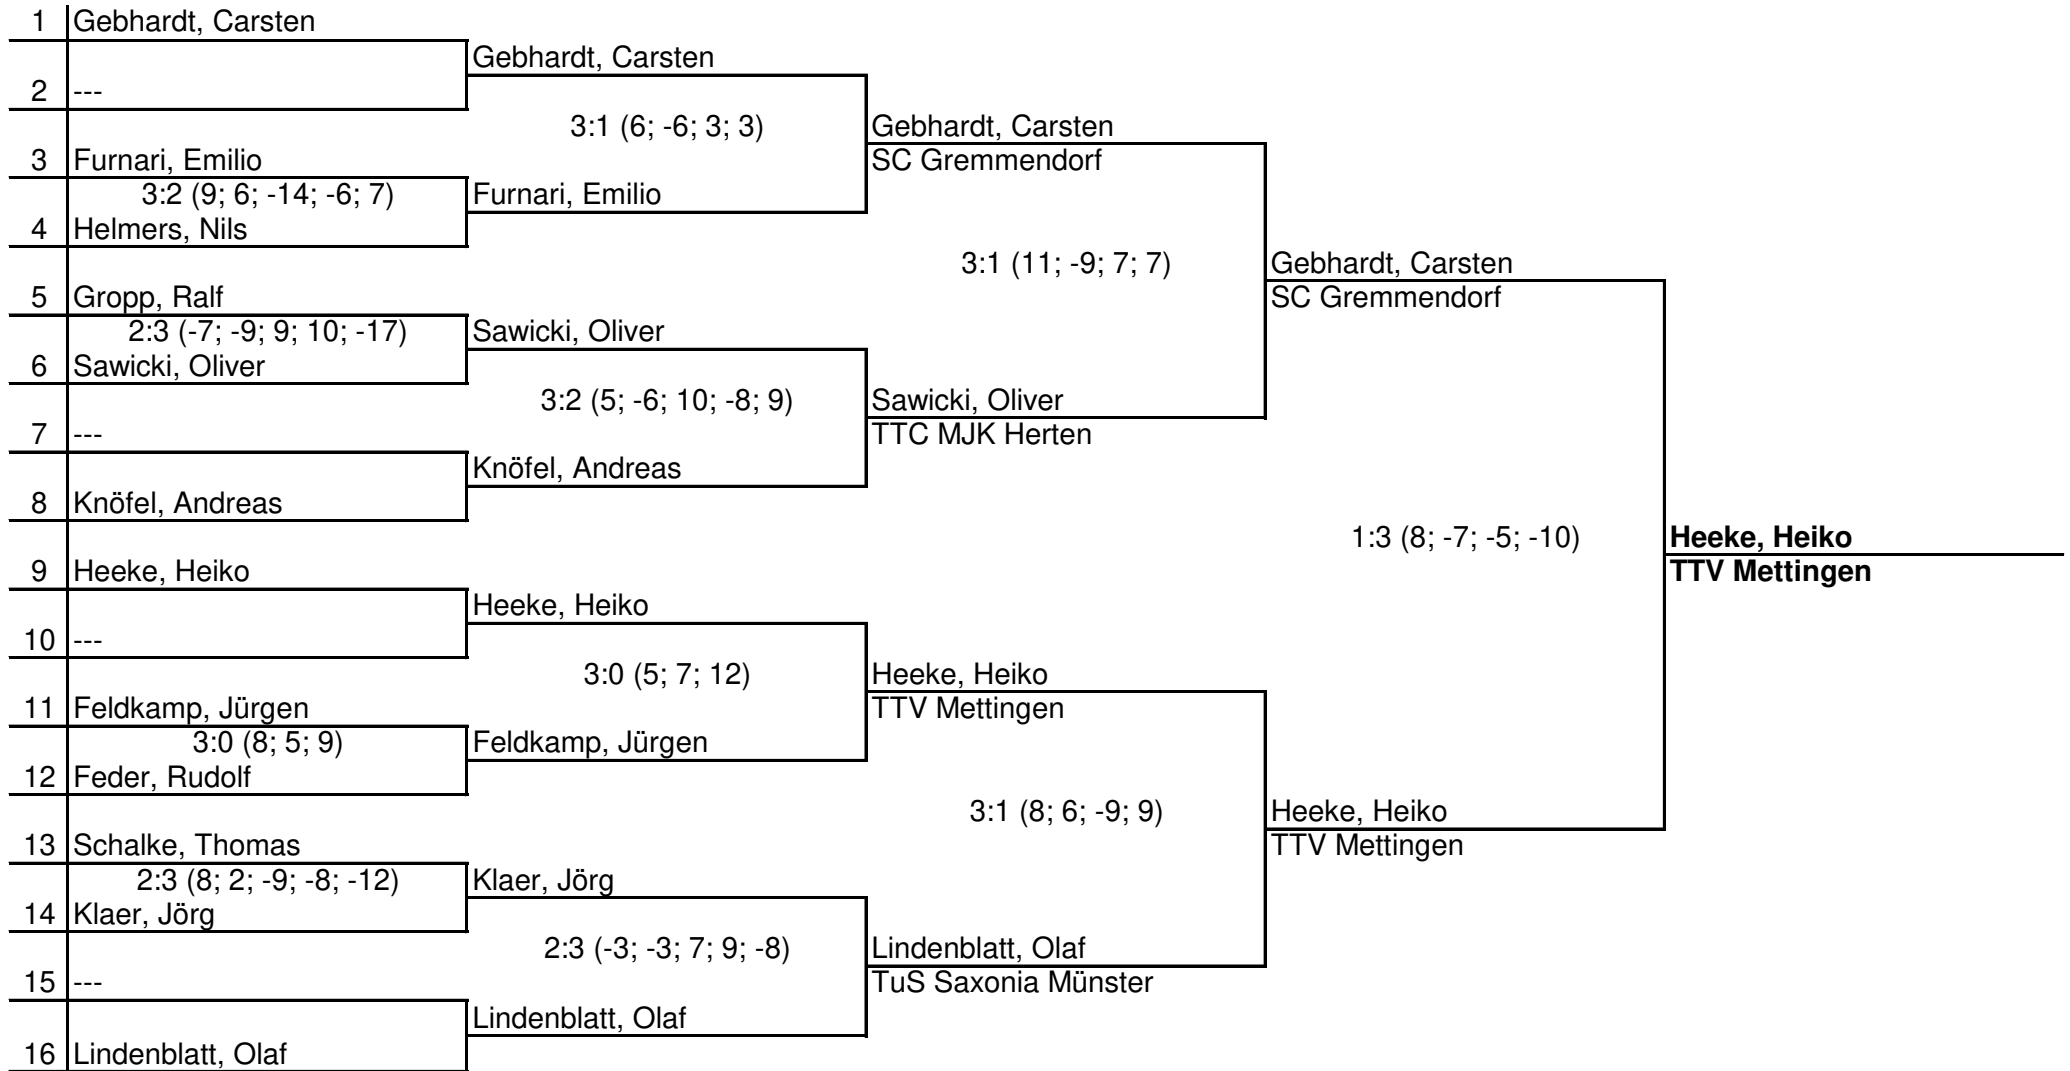 1 Gebhardt, Carsten
Gebhardt, Carsten
2 ---
3:1 (6; -6; 3; 3)
Gebhardt, Carsten
3 Furnari, Emilio
SC Gremmendorf
3:2 (9; 6; -14; -6; 7)
Furnari, Emilio
4 Helmers, Nils
3:1 (11; -9; 7; 7)
Gebhardt, Carsten
5 Gropp, Ralf
SC Gremmendorf
2:3 (-7; -9; 9; 10; -17)
Sawicki, Oliver
6 Sawicki, Oliver
3:2 (5; -6; 10; -8; 9)
Sawicki, Oliver
7 ---
TTC MJK Herten
Knöfel, Andreas
8 Knöfel, Andreas
1:3 (8; -7; -5; -10)
Heeke, Heiko
9 Heeke, Heiko
TTV Mettingen
Heeke, Heiko
10 ---
3:0 (5; 7; 12)
Heeke, Heiko
11 Feldkamp, Jürgen
TTV Mettingen
3:0 (8; 5; 9)
Feldkamp, Jürgen
12 Feder, Rudolf
3:1 (8; 6; -9; 9)
Heeke, Heiko
13 Schalke, Thomas
TTV Mettingen
2:3 (8; 2; -9; -8; -12)
Klaer, Jörg
14 Klaer, Jörg
2:3 (-3; -3; 7; 9; -8)
Lindenblatt, Olaf
15 ---
TuS Saxonia Münster
Lindenblatt, Olaf
16 Lindenblatt, Olaf